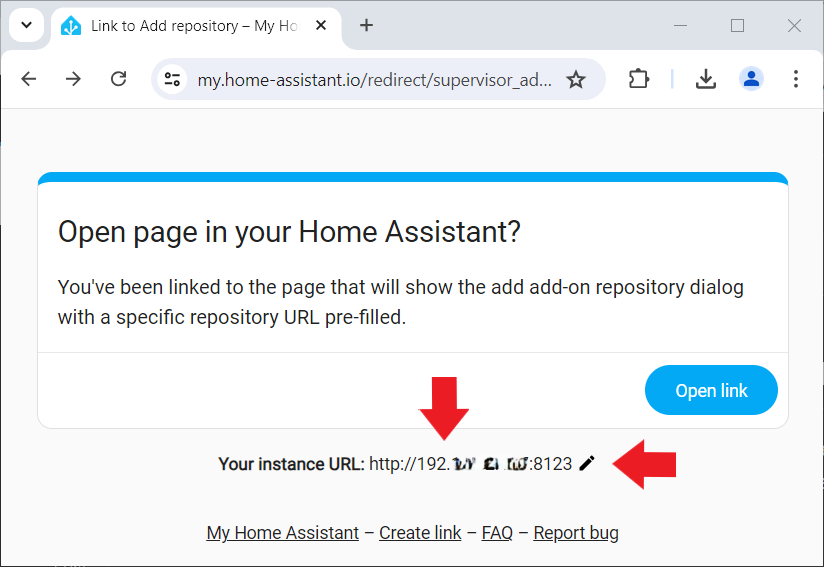 Link to Add repository – My Ho
my.home-assistant.io/redirect/supervisor_ad...
Open page in your Home Assistant?
You've been linked to the page that will show the add add-on repository dialog
with a specific repository URL pre-filled.
Open link
Your instance URL: http://192. :8123
My Home Assistant – Create link – FAQ – Report bug